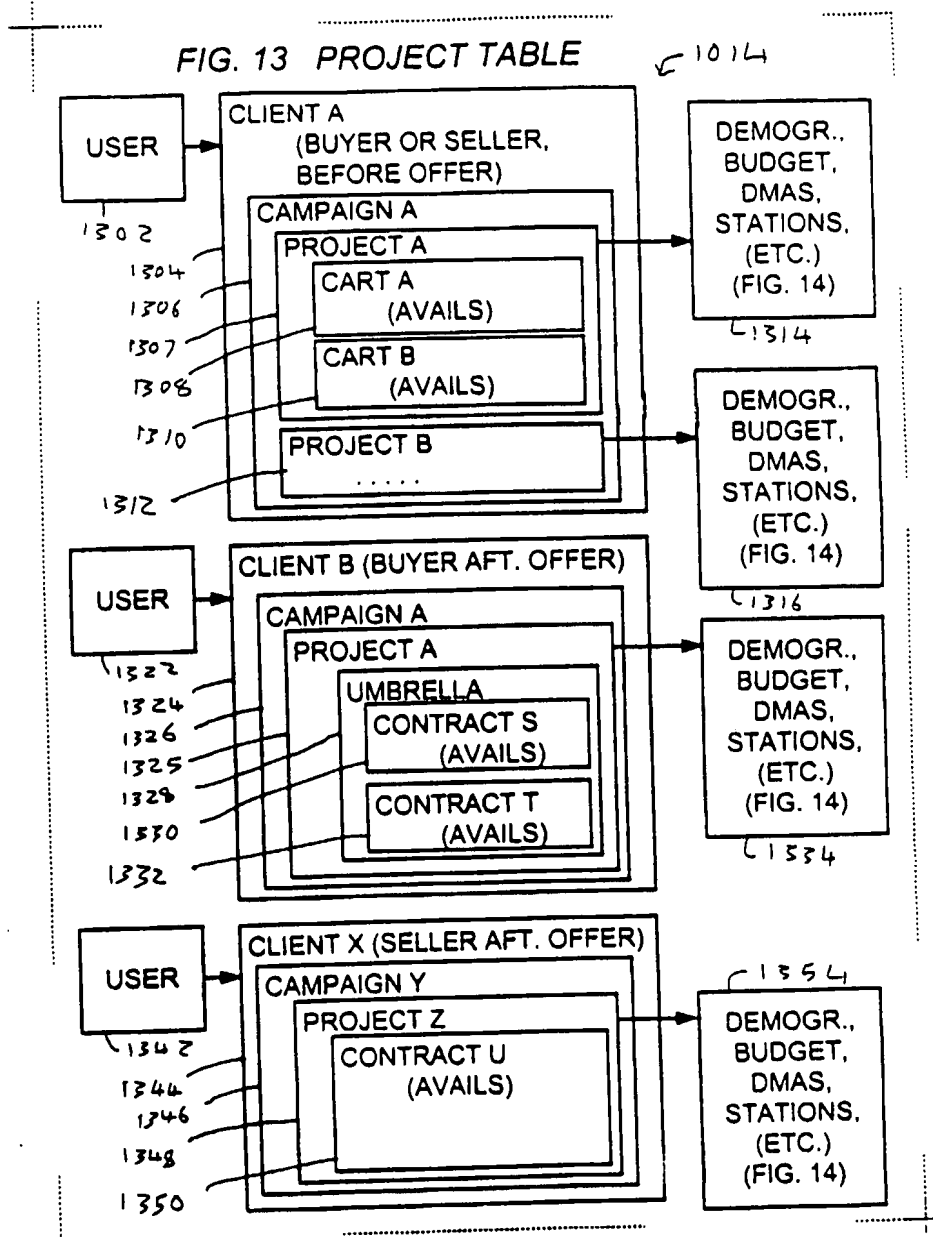 FIG. 13 PROJECT TABLE
1014
USER
1302
CLIENT A
(BUYER OR SELLER,
BEFORE OFFER)
CAMPAIGN A
PROJECT A
CART A
(AVAILS)
CART B
(AVAILS)
PROJECT B
.....
1304
1306
1307
1308
1310
1312
DEMOGR.,
BUDGET,
DMAS,
STATIONS,
(ETC.)
(FIG. 14)
1314
DEMOGR.,
BUDGET,
DMAS,
STATIONS,
(ETC.)
(FIG. 14)
1316
USER
1322
CLIENT B (BUYER AFT. OFFER)
CAMPAIGN A
PROJECT A
UMBRELLA
CONTRACT S
(AVAILS)
CONTRACT T
(AVAILS)
1324
1326
1325
1328
1330
1332
DEMOGR.,
BUDGET,
DMAS,
STATIONS,
(ETC.)
(FIG. 14)
1334
USER
1342
CLIENT X (SELLER AFT. OFFER)
CAMPAIGN Y
PROJECT Z
CONTRACT U
(AVAILS)
1344
1346
1348
1350
1354
DEMOGR.,
BUDGET,
DMAS,
STATIONS,
(ETC.)
(FIG. 14)